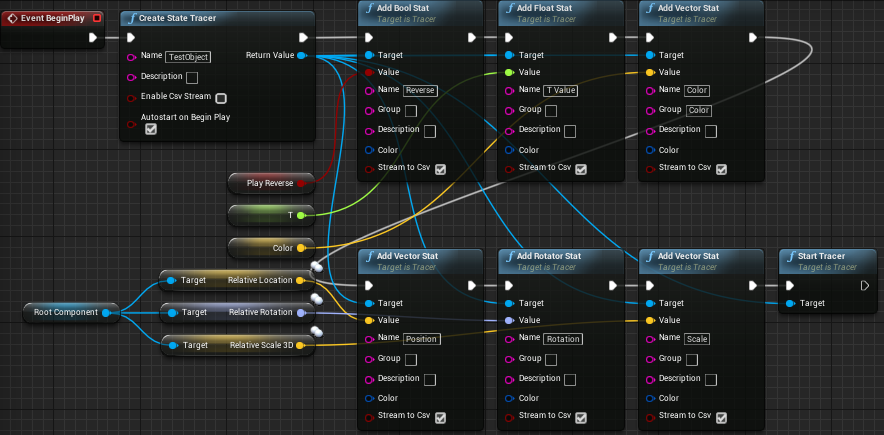 Event BeginPlay
Create State Tracer
Name TestObject
Return Value
Description
Enable Csv Stream
Autostart on Begin Play
Add Bool Stat
Target is Tracer
Target
Value
Name Reverse
Group
Description
Color
Stream to Csv
Add Float Stat
Target is Tracer
Target
Value
Name T Value
Group
Description
Color
Stream to Csv
Add Vector Stat
Target is Tracer
Target
Value
Name Color
Group Color
Description
Color
Stream to Csv
Play Reverse
T
Color
Root Component
Target Relative Location
Target Relative Rotation
Target Relative Scale 3D
Add Vector Stat
Target is Tracer
Target
Value
Name Position
Group
Description
Color
Stream to Csv
Add Rotator Stat
Target is Tracer
Target
Value
Name Rotation
Group
Description
Color
Stream to Csv
Add Vector Stat
Target is Tracer
Target
Value
Name Scale
Group
Description
Color
Stream to Csv
Start Tracer
Target is Tracer
Target